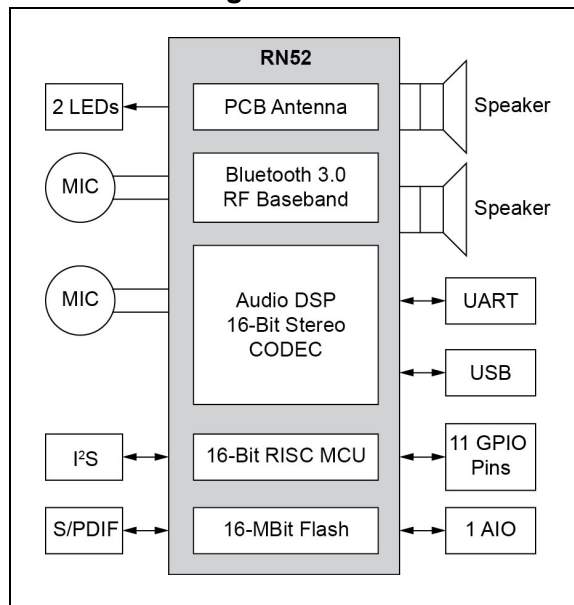 RN52
2 LEDs
PCB Antenna
Speaker
MIC
Bluetooth 3.0
RF Baseband
Speaker
MIC
Audio DSP
16-Bit Stereo
CODEC
UART
USB
I²S
16-Bit RISC MCU
11 GPIO
Pins
S/PDIF
16-MBit Flash
1 AIO